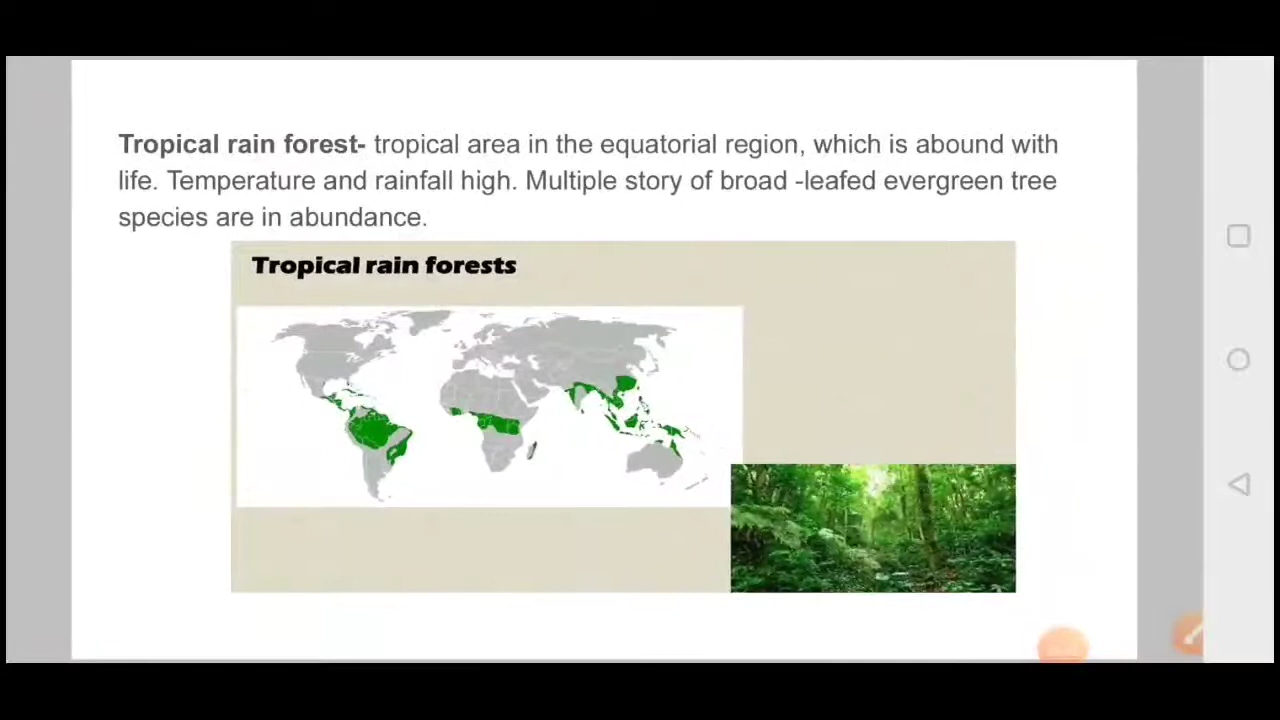 Tropical rain forest- tropical area in the equatorial region, which is abound with
life. Temperature and rainfall high. Multiple story of broad -leafed evergreen tree
species are in abundance.
Tropical rain forests